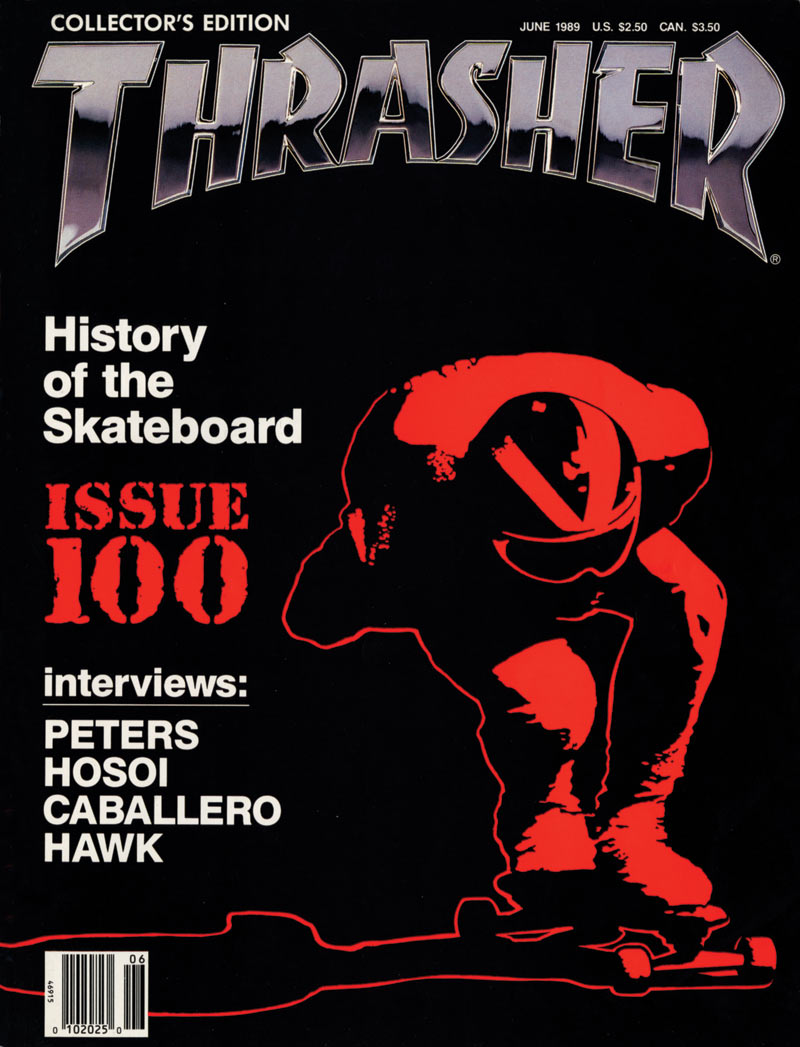 COLLECTOR'S EDITION
JUNE 1989 U.S. $2.50 CAN. $3.50
THRASHER
®
History
of the
Skateboard
ISSUE
100
interviews:
PETERS
HOSOI
CABALLERO
HAWK
06
46915
0 102025 0